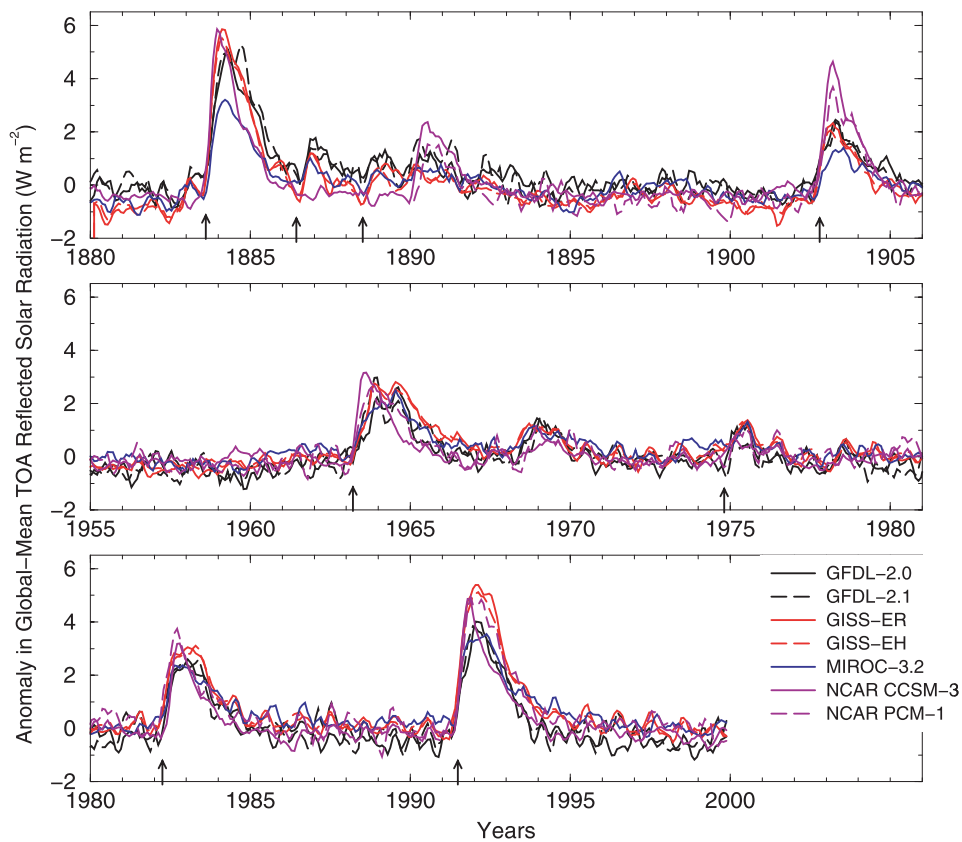 Anomaly in Global−Mean TOA Reflected Solar Radiation (W m−2)
6
4
2
0
−2
1880 1885 1890 1895 1900 1905
6
4
2
0
−2
1955 1960 1965 1970 1975 1980
6
4
2
0
−2
1980 1985 1990 1995 2000
Years
GFDL−2.0
GFDL−2.1
GISS−ER
GISS−EH
MIROC−3.2
NCAR CCSM−3
NCAR PCM−1